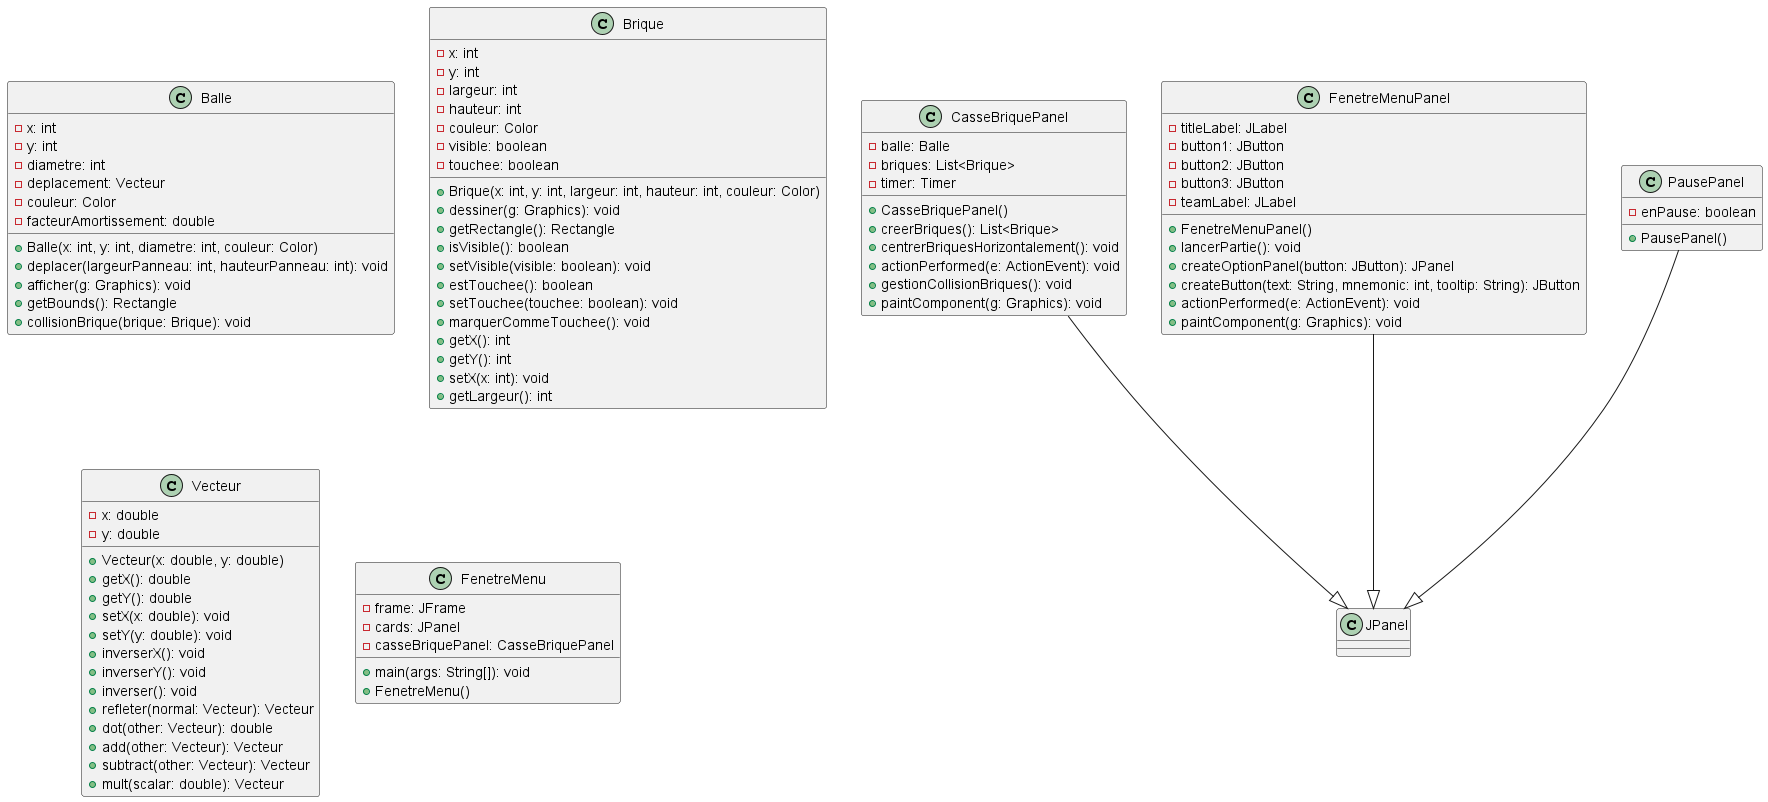 C Balle
x: int
y: int
diametre: int
deplacement: Vecteur
couleur: Color
facteurAmortissement: double
Balle(x: int, y: int, diametre: int, couleur: Color)
deplacer(largeurPanneau: int, hauteurPanneau: int): void
afficher(g: Graphics): void
getBounds(): Rectangle
collisionBrique(brique: Brique): void
C Brique
x: int
y: int
largeur: int
hauteur: int
couleur: Color
visible: boolean
touchee: boolean
Brique(x: int, y: int, largeur: int, hauteur: int, couleur: Color)
dessiner(g: Graphics): void
getRectangle(): Rectangle
isVisible(): boolean
setVisible(visible: boolean): void
estTouchee(): boolean
setTouchee(touchee: boolean): void
marquerCommeTouchee(): void
getX(): int
getY(): int
setX(x: int): void
getLargeur(): int
C CasseBriquePanel
balle: Balle
briques: List<Brique>
timer: Timer
CasseBriquePanel()
creerBriques(): List<Brique>
centrerBriquesHorizontalement(): void
actionPerformed(e: ActionEvent): void
gestionCollisionBriques(): void
paintComponent(g: Graphics): void
C FenetreMenuPanel
titleLabel: JLabel
button1: JButton
button2: JButton
button3: JButton
teamLabel: JLabel
FenetreMenuPanel()
lancerPartie(): void
createOptionPanel(button: JButton): JPanel
createButton(text: String, mnemonic: int, tooltip: String): JButton
actionPerformed(e: ActionEvent): void
paintComponent(g: Graphics): void
C PausePanel
enPause: boolean
PausePanel()
C Vecteur
x: double
y: double
Vecteur(x: double, y: double)
getX(): double
getY(): double
setX(x: double): void
setY(y: double): void
inverserX(): void
inverserY(): void
inverser(): void
refleter(normal: Vecteur): Vecteur
dot(other: Vecteur): double
add(other: Vecteur): Vecteur
subtract(other: Vecteur): Vecteur
mult(scalar: double): Vecteur
C FenetreMenu
frame: JFrame
cards: JPanel
casseBriquePanel: CasseBriquePanel
main(args: String[]): void
FenetreMenu()
C JPanel